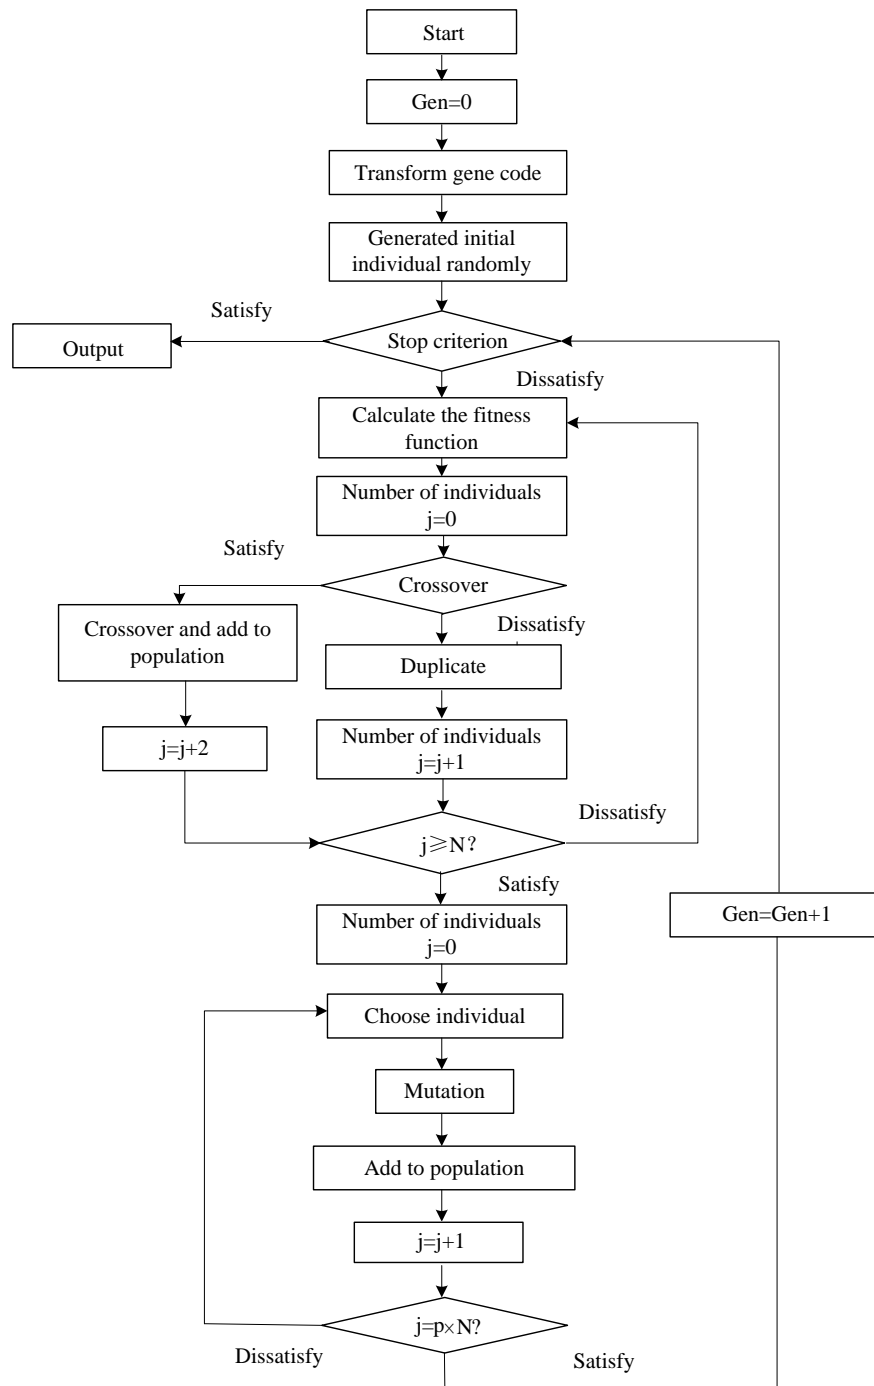 Start
Gen=0
Transform gene code
Generated initial
individual randomly
Satisfy
Stop criterion
Output
Dissatisfy
Calculate the fitness
function
Number of individuals
j=0
Satisfy
Crossover
Crossover and add to
population
Dissatisfy
Duplicate
j=j+2
Number of individuals
j=j+1
Dissatisfy
j≥N?
Satisfy
Number of individuals
j=0
Gen=Gen+1
Choose individual
Mutation
Add to population
j=j+1
j=p×N?
Dissatisfy
Satisfy